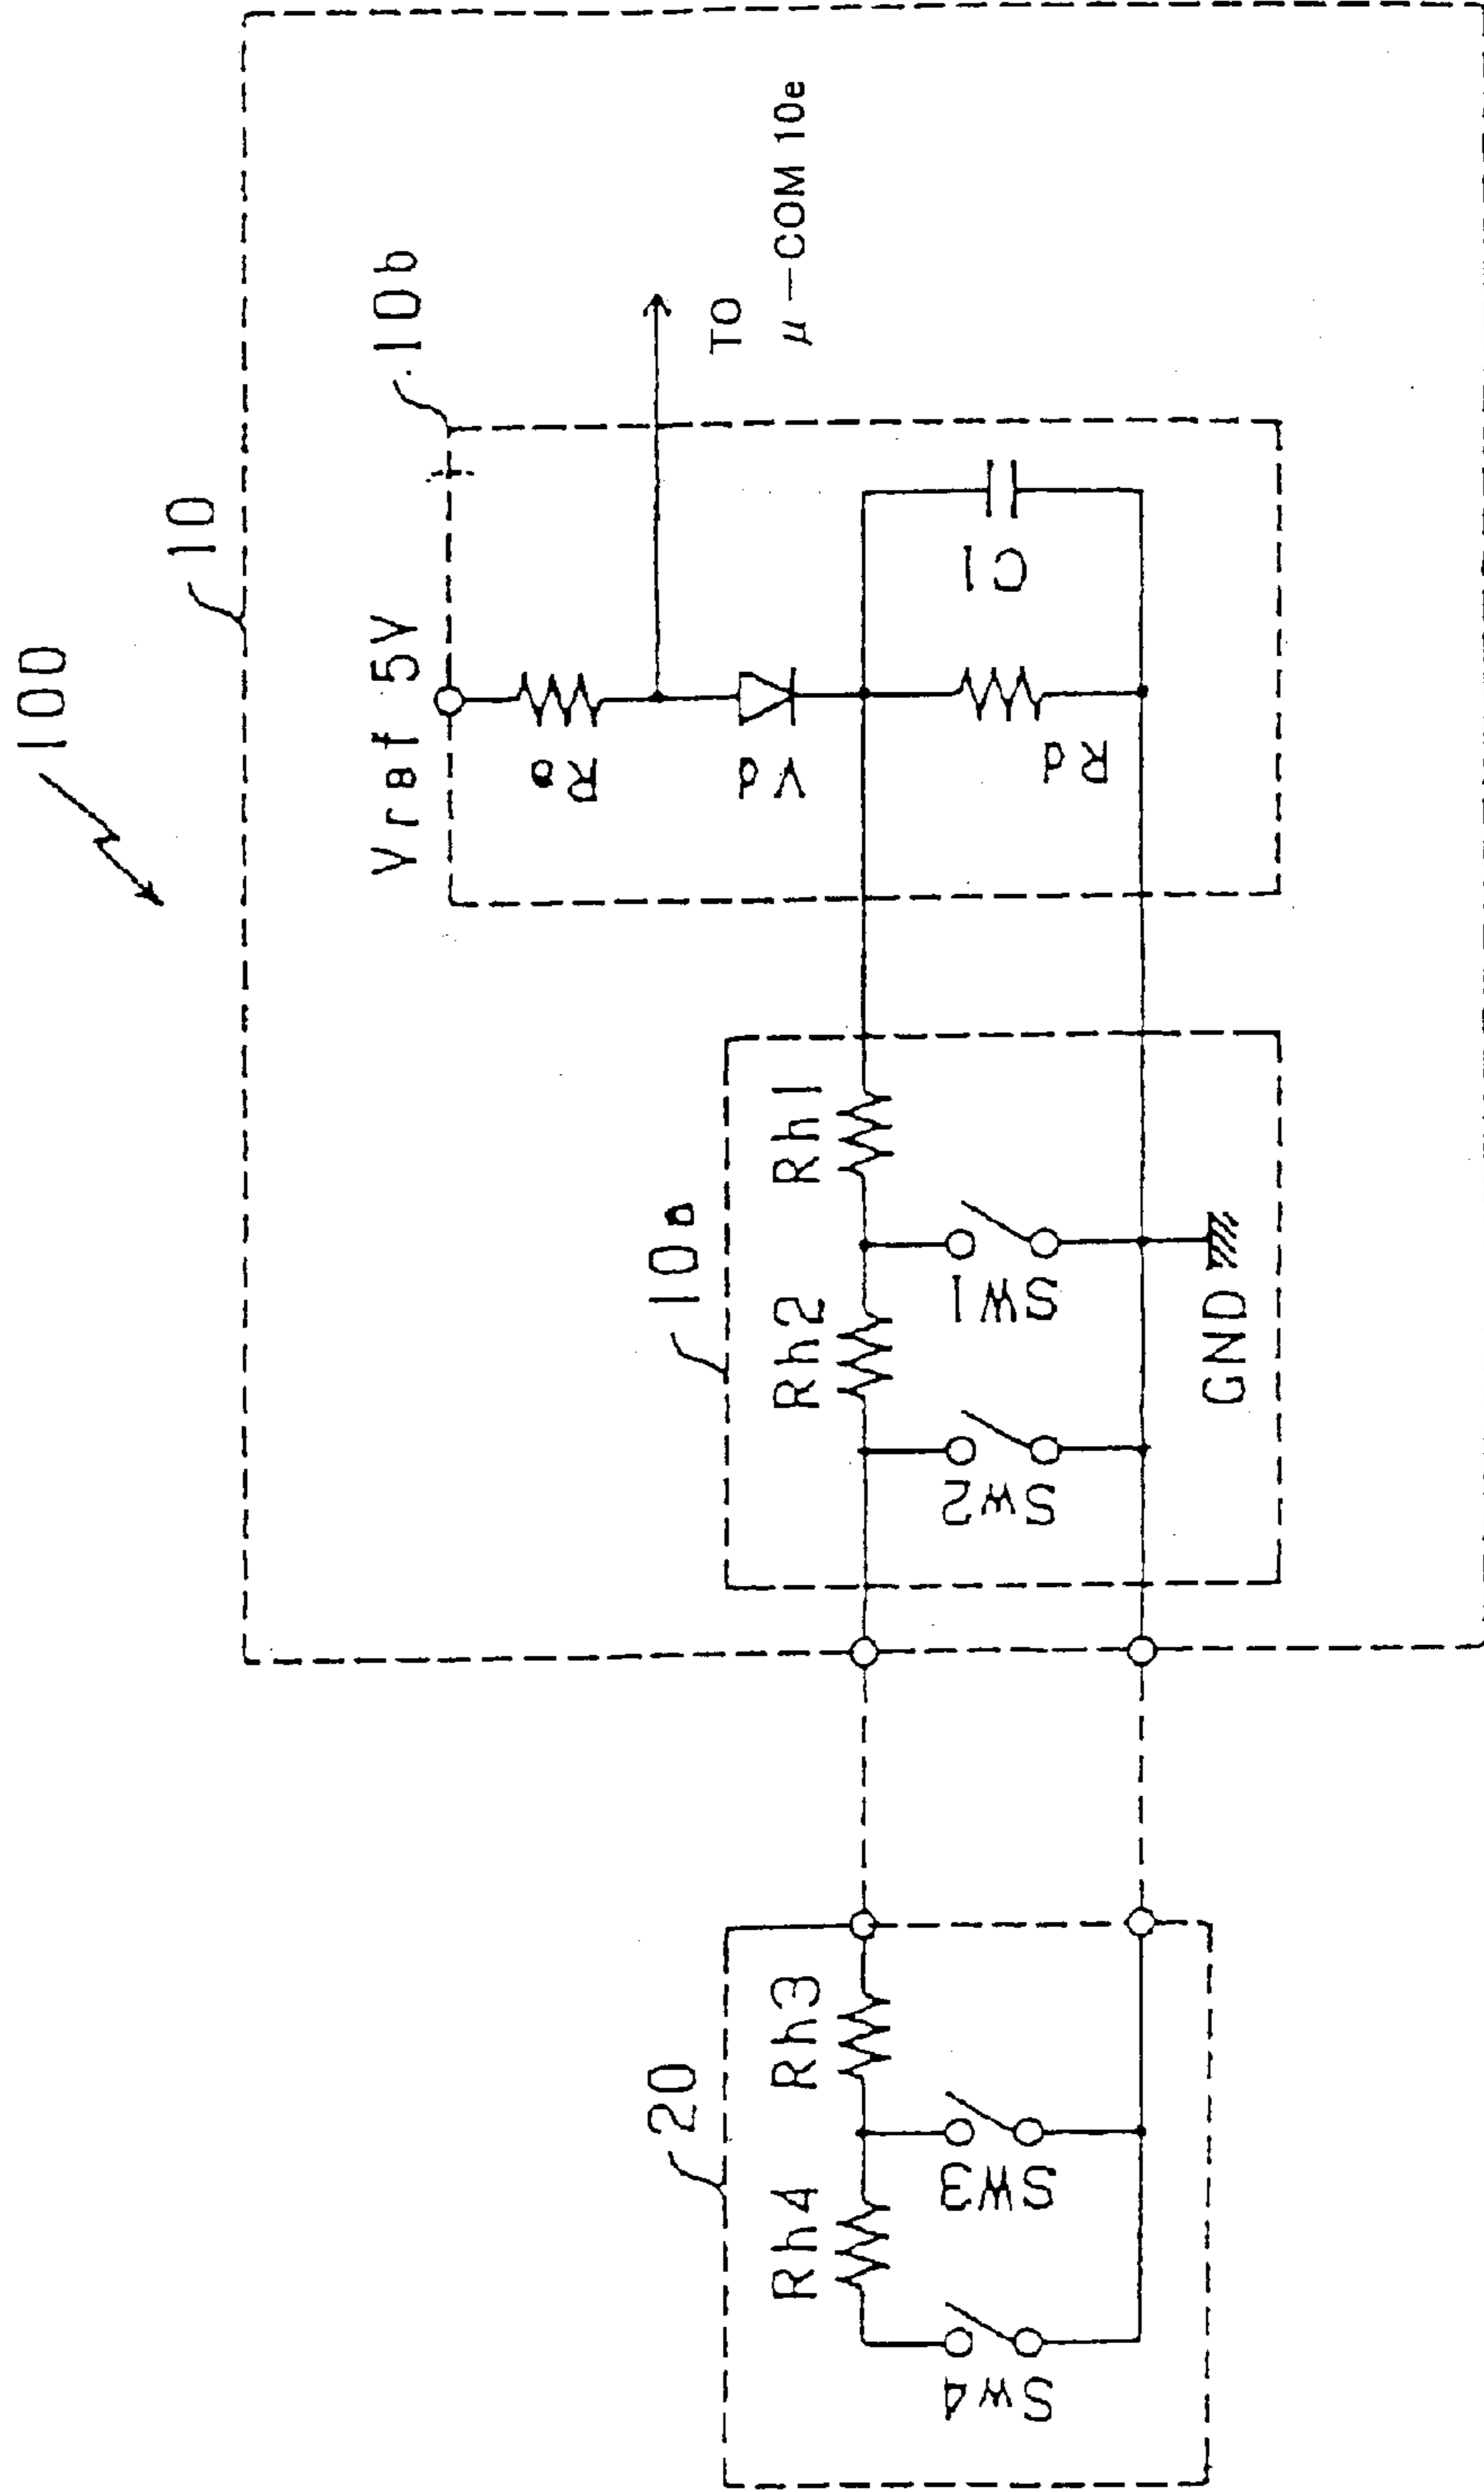 100
10
10b
Vref 5V
TO
μ-COM 10e
Ra
Vd
Rd
C1
10a
Rh1
Rh2
SW1
SW2
GND
20
Rh3
Rh4
SW3
SW4